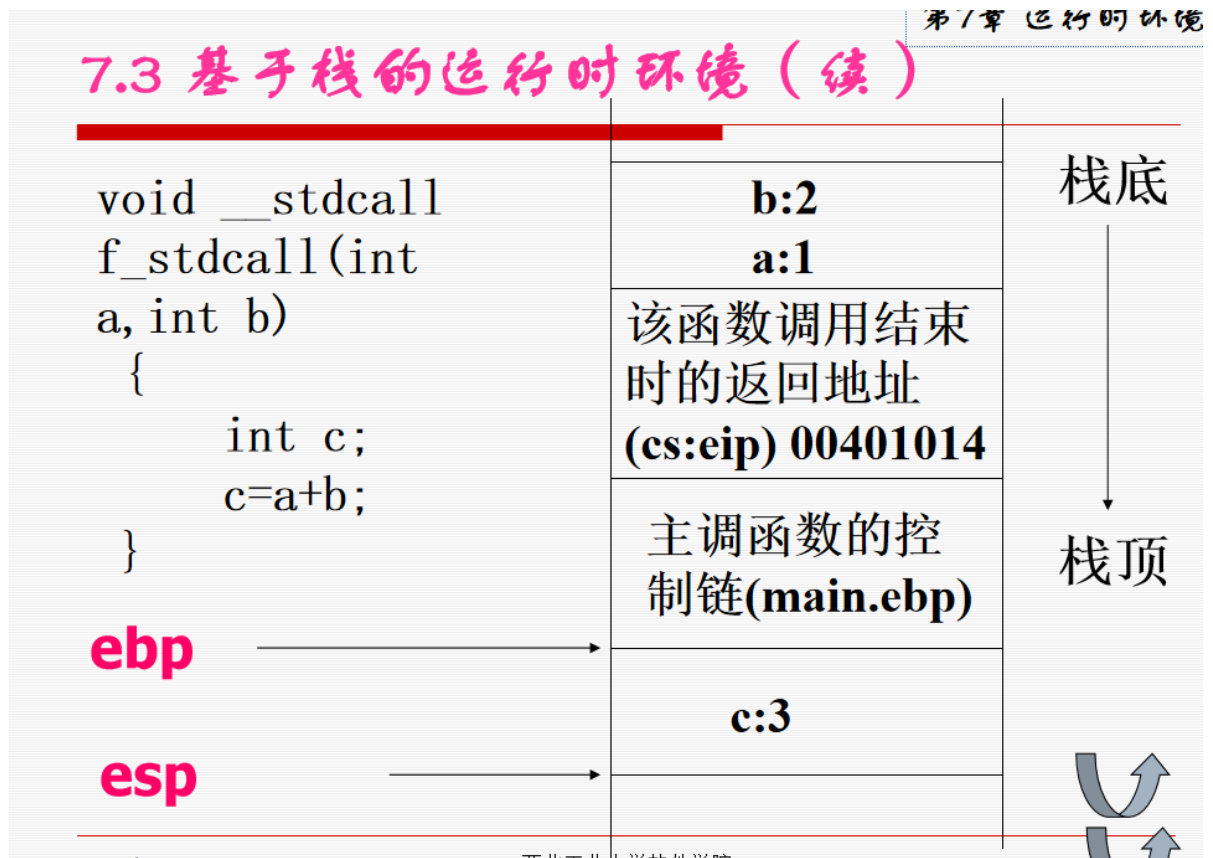 第7章 运行时环境
7.3 基于栈的运行时环境（续）
void __stdcall
f_stdcall(int
a,int b)
{
int c;
c=a+b;
}
ebp
esp
b:2
a:1
该函数调用结束
时的返回地址
(cs:eip) 00401014
主调函数的控
制链(main.ebp)
c:3
栈底
栈顶